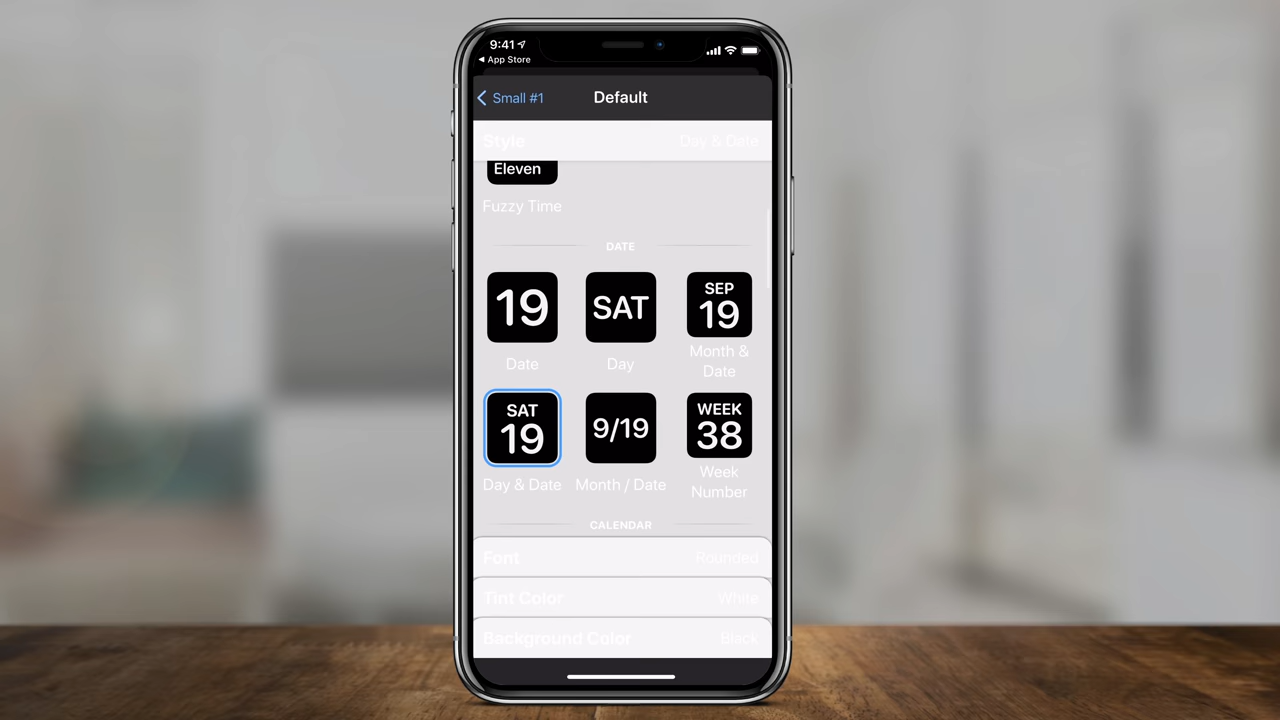 9:41
App Store
Small #1
Default
Style
Day & Date
Eleven
Fuzzy Time
DATE
19
SAT
SEP
19
Date
Day
Month &
Date
SAT
19
9/19
WEEK
38
Day & Date
Month / Date
Week
Number
CALENDAR
Font
Rounded
Tint Color
White
Background Color
Black